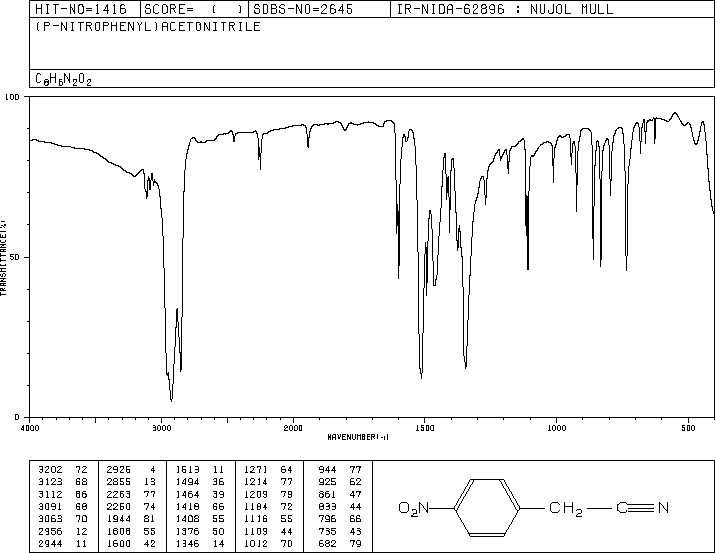 HIT-NO=1416 SCORE= ( ) SDBS-NO=2645 IR-NIDA-62896 : NUJOL MULL
(P-NITROPHENYL)ACETONITRILE
C8H6N2O2
100
50
0
TRANSMITTANCE(%)
4000 3000 2000 1500 1000 500
WAVENUMBER(-1)
3202 72 2926 4 1513 11 1271 64 944 77
3123 68 2855 13 1494 36 1214 77 925 62
3112 66 2263 77 1464 39 1209 79 861 47
3091 68 2250 74 1418 66 1184 72 833 44
3063 70 1944 81 1408 55 1116 55 796 66
2956 12 1608 55 1376 50 1109 44 735 43
2944 11 1600 42 1346 14 1012 70 682 79
O2N CH2 C N